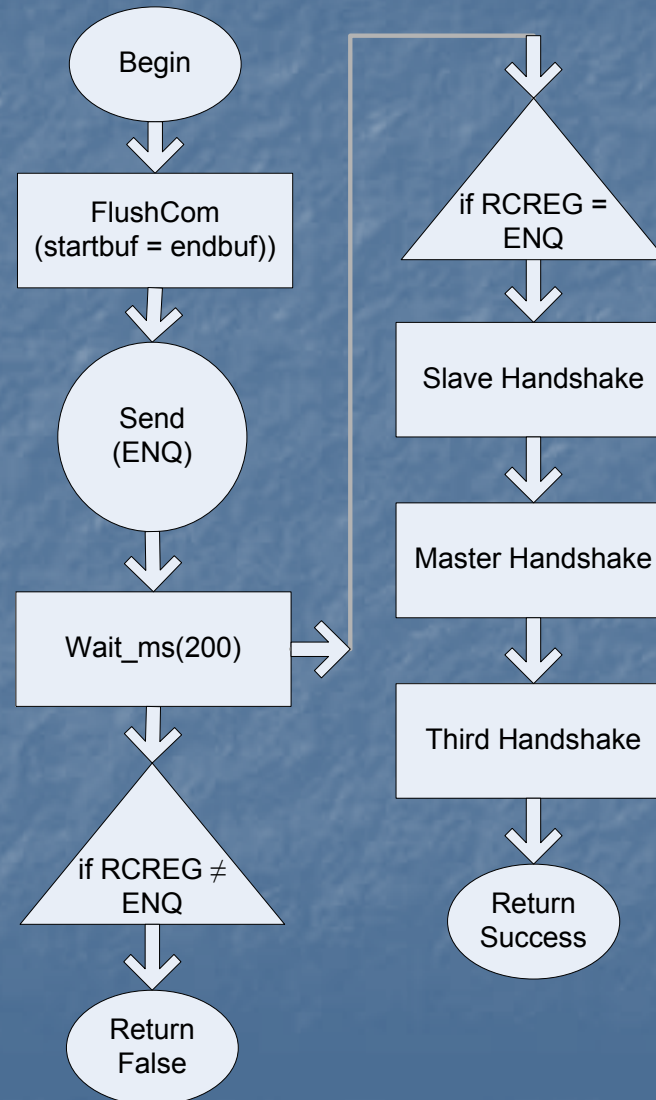 Begin
FlushCom
(startbuf = endbuf))
Send
(ENQ)
Wait_ms(200)
if RCREG ≠
ENQ
Return
False
if RCREG =
ENQ
Slave Handshake
Master Handshake
Third Handshake
Return
Success